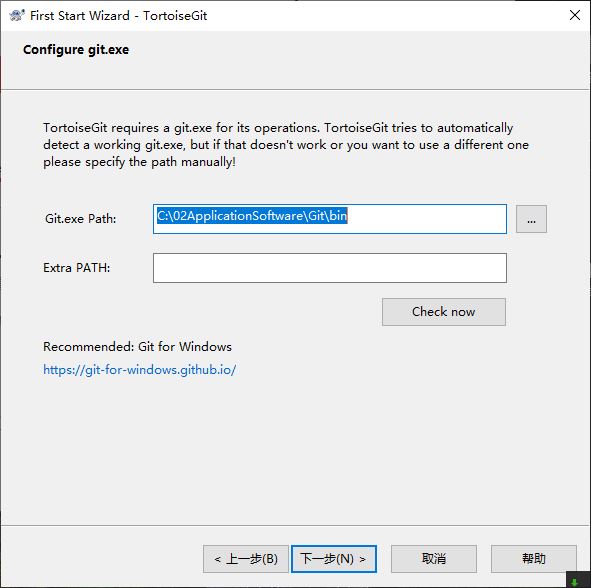 First Start Wizard - TortoiseGit
Configure git.exe
TortoiseGit requires a git.exe for its operations. TortoiseGit tries to automatically
detect a working git.exe, but if that doesn't work or you want to use a different one
please specify the path manually!
Git.exe Path: C:\02ApplicationSoftware\Git\bin ...
Extra PATH:
Check now
Recommended: Git for Windows
https://git-for-windows.github.io/
< 上一步(B) 下一步(N) > 取消 帮助